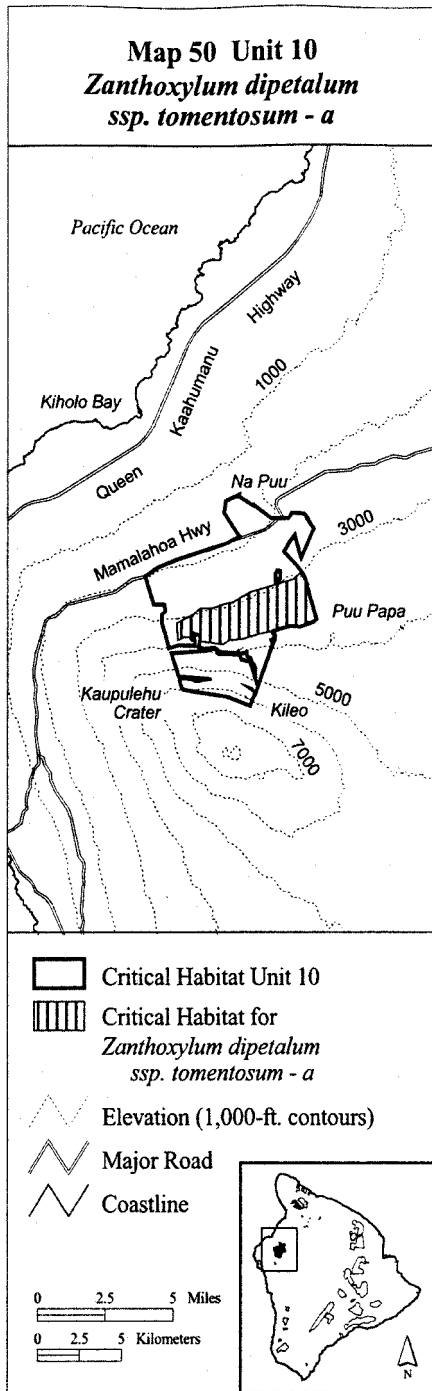 Map 50 Unit 10
Zanthoxylum dipetalum
ssp. tomentosum - a
Pacific Ocean
Kiholo Bay
Queen Kaahumanu Highway
1000
Na Puu
Mamalahoa Hwy
3000
Puu Papa
Kaupulehu
Crater
5000
Kileo
7000
Critical Habitat Unit 10
Critical Habitat for
Zanthoxylum dipetalum
ssp. tomentosum - a
Elevation (1,000-ft. contours)
Major Road
Coastline
0 2.5 5 Miles
0 2.5 5 Kilometers
N